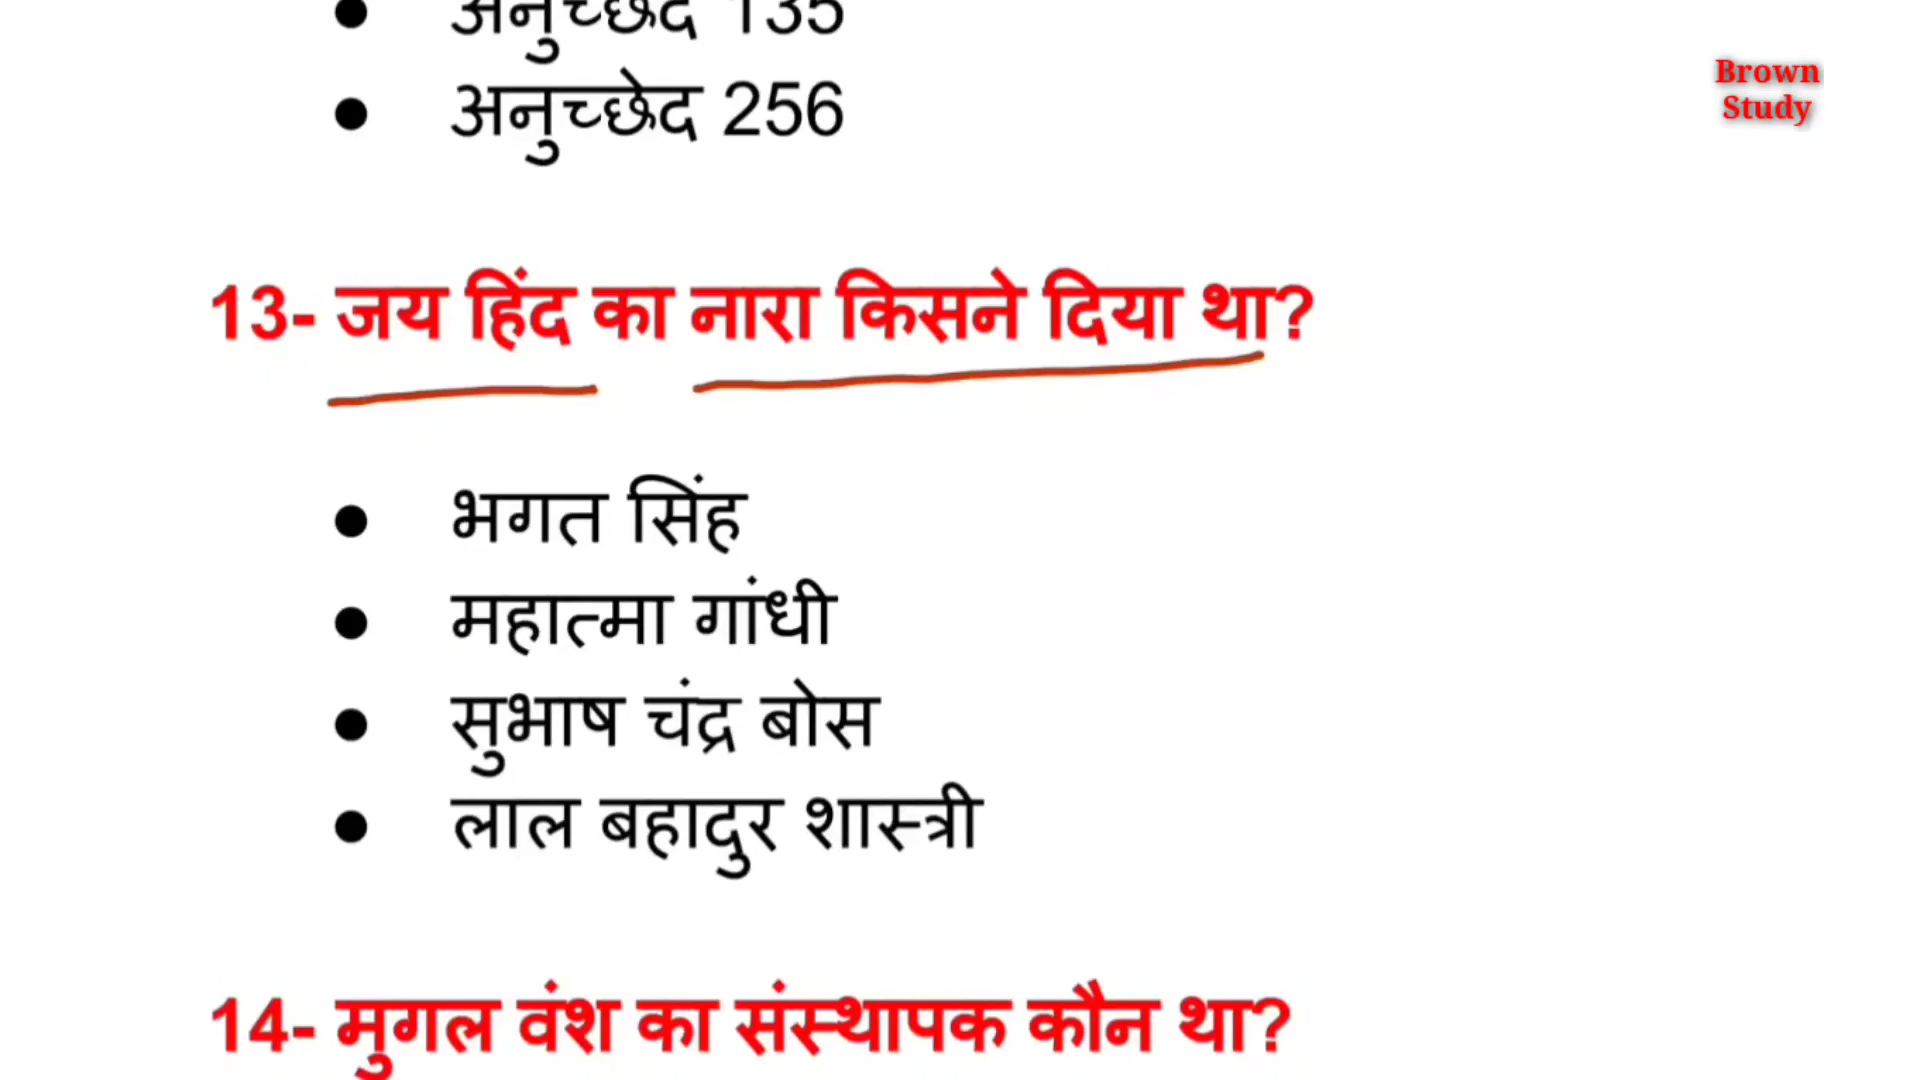 अनुच्छेद 135
अनुच्छेद 256
Brown
Study
13- जय हिंद का नारा किसने दिया था?
भगत सिंह
महात्मा गांधी
सुभाष चंद्र बोस
लाल बहादुर शास्त्री
14- मुगल वंश का संस्थापक कौन था?